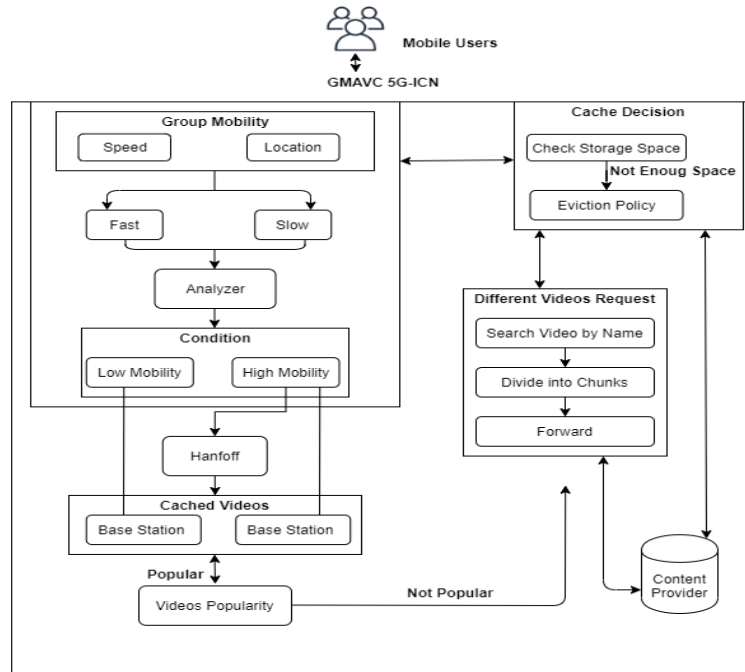 Mobile Users
GMAVC 5G-ICN
Group Mobility
Speed
Location
Fast
Slow
Analyzer
Condition
Low Mobility
High Mobility
Hanfoff
Cached Videos
Base Station
Base Station
Popular
Videos Popularity
Not Popular
Cache Decision
Check Storage Space
Not Enoug Space
Eviction Policy
Different Videos Request
Search Video by Name
Divide into Chunks
Forward
Content
Provider